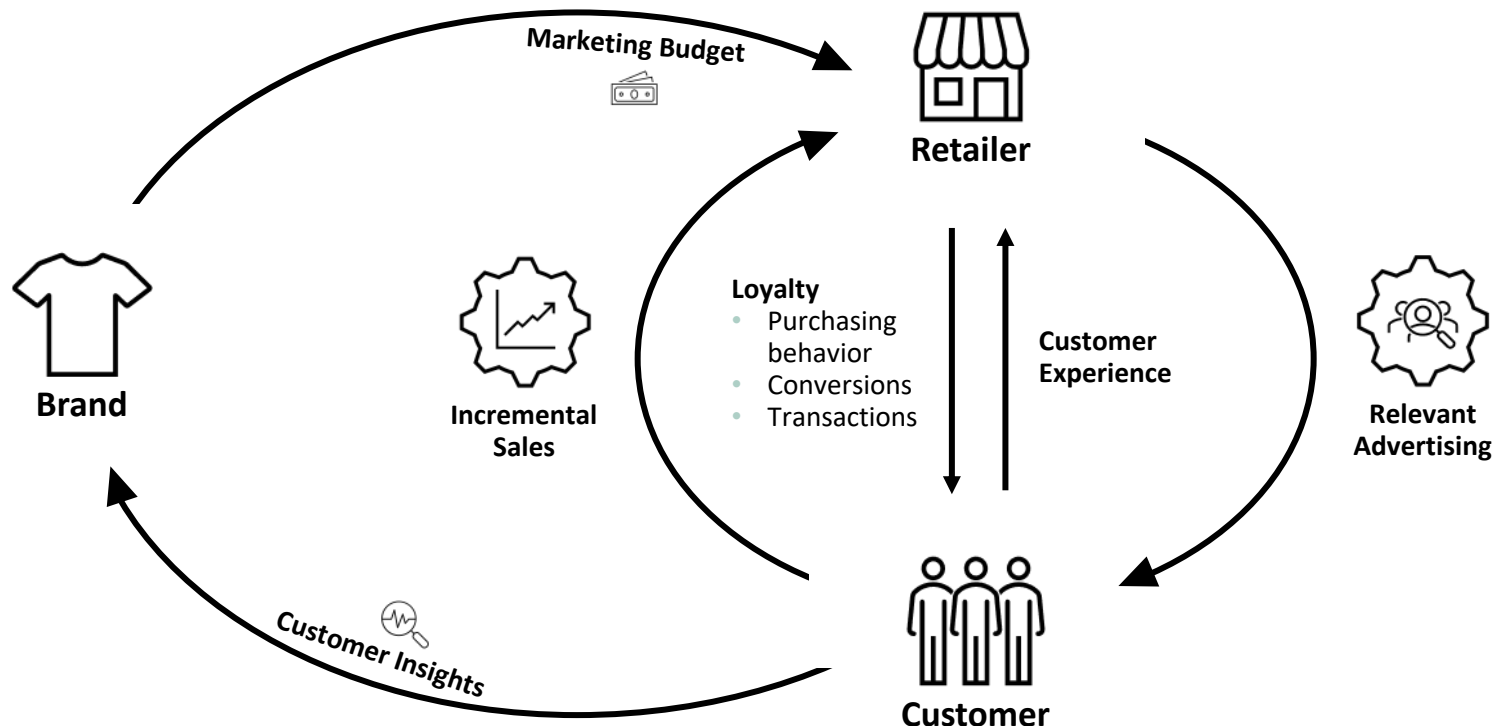 Marketing Budget
Retailer
Brand
Incremental
Sales
Loyalty
• Purchasing
behavior
• Conversions
• Transactions
Customer
Experience
Relevant
Advertising
Customer Insights
Customer